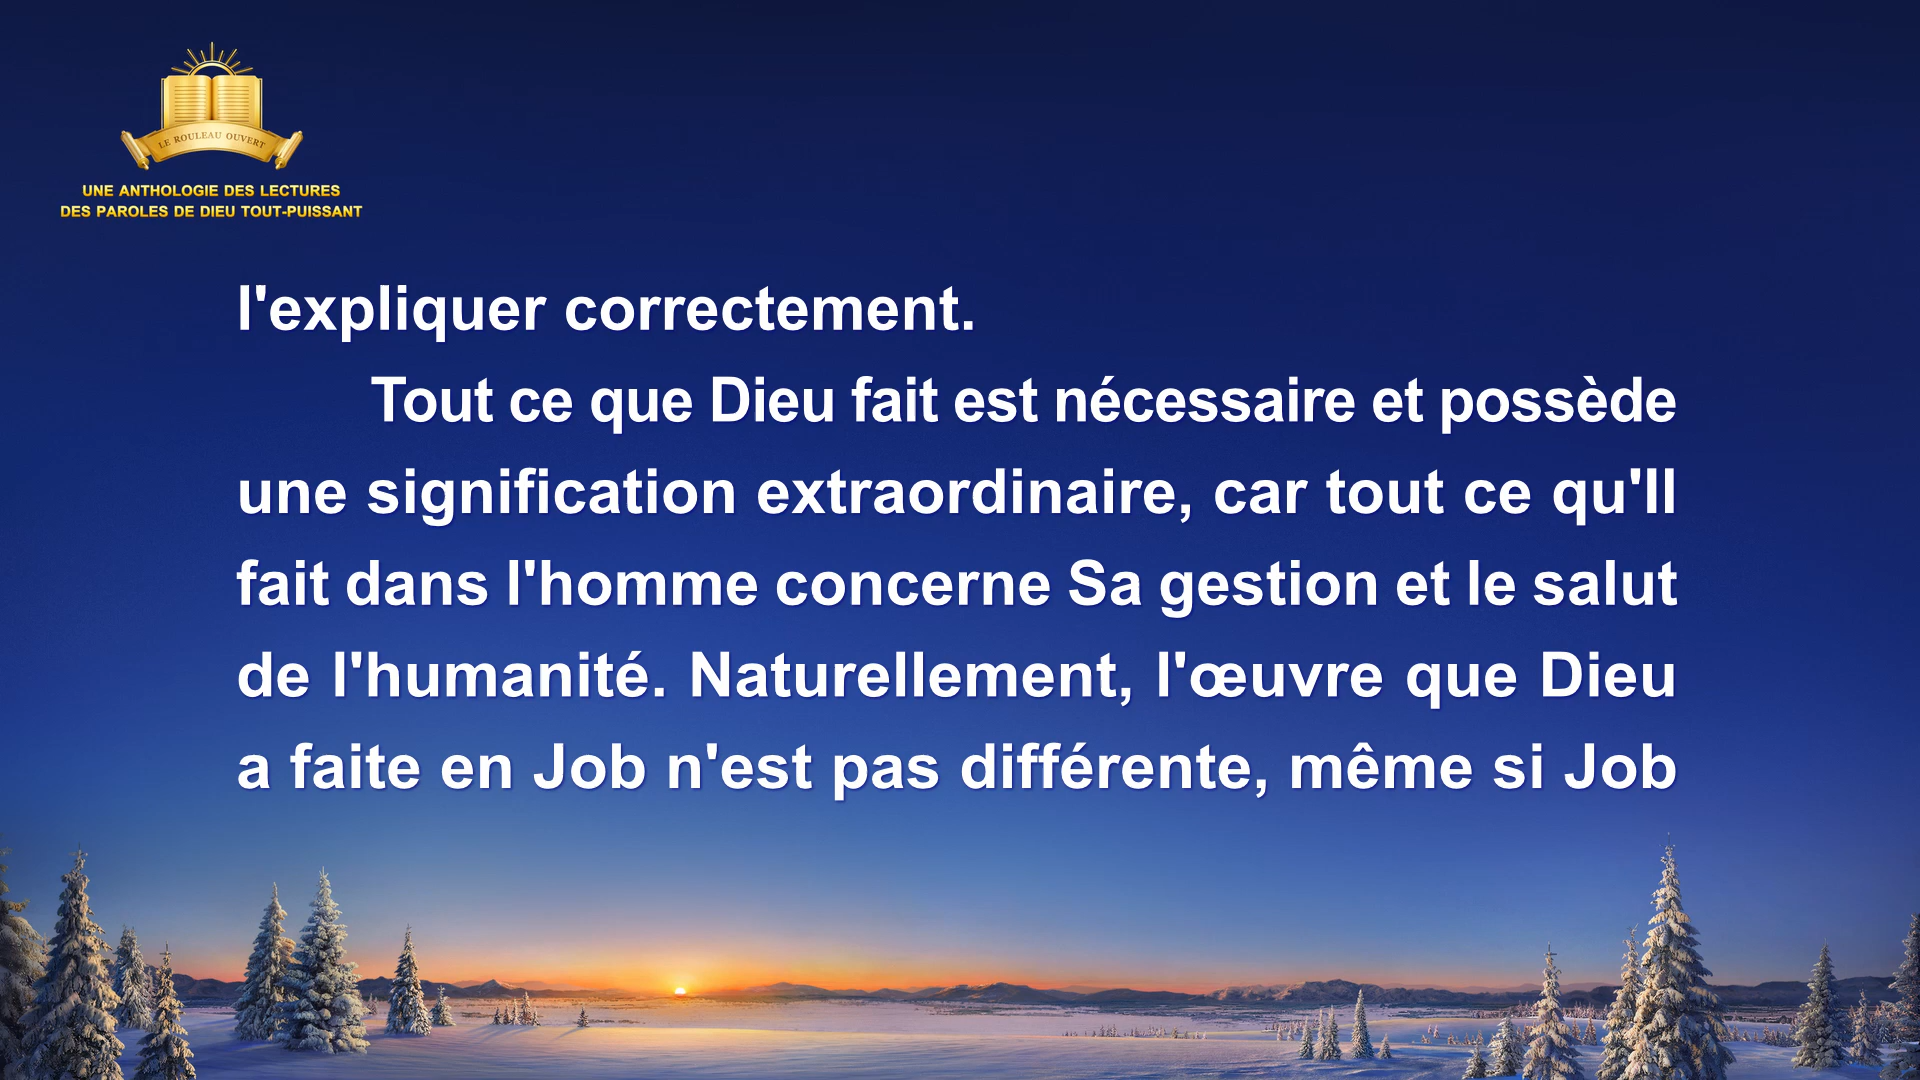 LE ROULEAU OUVERT
UNE ANTHOLOGIE DES LECTURES
DES PAROLES DE DIEU TOUT-PUISSANT
l'expliquer correctement.
Tout ce que Dieu fait est nécessaire et possède
une signification extraordinaire, car tout ce qu'Il
fait dans l'homme concerne Sa gestion et le salut
de l'humanité. Naturellement, l'œuvre que Dieu
a faite en Job n'est pas différente, même si Job